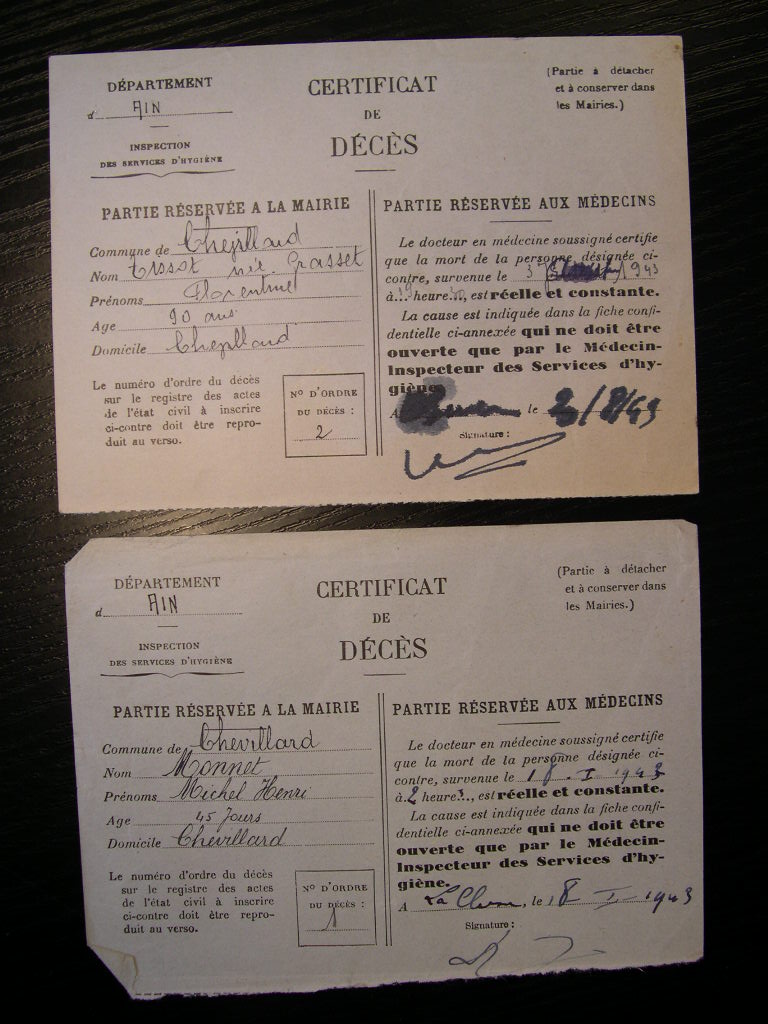 DÉPARTEMENT
d AIN
INSPECTION
DES SERVICES D'HYGIÈNE
CERTIFICAT
DE
DÉCÈS
(Partie à détacher
et à conserver dans
les Mairies.)
PARTIE RÉSERVÉE A LA MAIRIE
Commune de Chevillard
Nom née Grasset
Prénoms Florentine
Age 90 ans
Domicile Chevillard
Le numéro d'ordre du décès
sur le registre des actes
de l'état civil à inscrire
ci-contre doit être repro-
duit au verso.
N° D'ORDRE
DU DÉCÈS :
2
PARTIE RÉSERVÉE AUX MÉDECINS
Le docteur en médecine soussigné certifie
que la mort de la personne désignée ci-
contre, survenue le 1943
à heure, est réelle et constante.
La cause est indiquée dans la fiche confi-
dentielle ci-annexée qui ne doit être
ouverte que par le Médecin-
Inspecteur des Services d'hy-
giène.
A le 2/8/43
Signature :
DÉPARTEMENT
d AIN
INSPECTION
DES SERVICES D'HYGIÈNE
CERTIFICAT
DE
DÉCÈS
(Partie à détacher
et à conserver dans
les Mairies.)
PARTIE RÉSERVÉE A LA MAIRIE
Commune de Chevillard
Nom Monnet
Prénoms Michel Henri
Age 45 Jours
Domicile Chevillard
Le numéro d'ordre du décès
sur le registre des actes
de l'état civil à inscrire
ci-contre doit être repro-
duit au verso.
N° D'ORDRE
DU DÉCÈS :
1
PARTIE RÉSERVÉE AUX MÉDECINS
Le docteur en médecine soussigné certifie
que la mort de la personne désignée ci-
contre, survenue le 18. I 1943
à 2 heure, est réelle et constante.
La cause est indiquée dans la fiche confi-
dentielle ci-annexée qui ne doit être
ouverte que par le Médecin-
Inspecteur des Services d'hy-
giène.
A , le 18 I 1943
Signature :